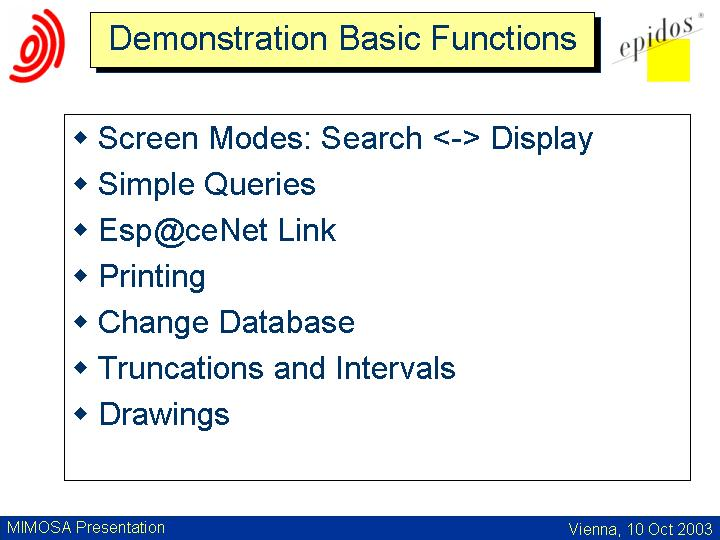 Demonstration Basic Functions
epidos®
◆ Screen Modes: Search <-> Display
◆ Simple Queries
◆ Esp@ceNet Link
◆ Printing
◆ Change Database
◆ Truncations and Intervals
◆ Drawings
MIMOSA Presentation
Vienna, 10 Oct 2003